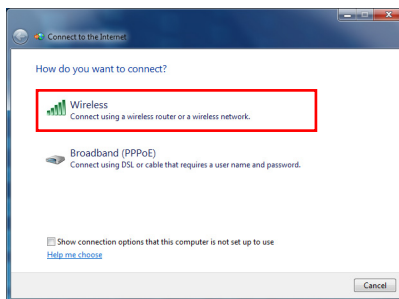 Connect to the Internet
How do you want to connect?
Wireless
Connect using a wireless router or a wireless network.
Broadband (PPPoE)
Connect using DSL or cable that requires a user name and password.
Show connection options that this computer is not set up to use
Help me choose
Cancel